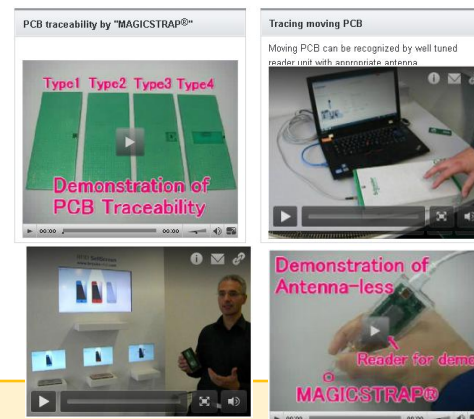 PCB traceability by "MAGICSTRAP®"
Type1 Type2 Type3 Type4
Demonstration of
PCB Traceability
00:00 00:00
Tracing moving PCB
Moving PCB can be recognized by well tuned
reader unit with appropriate antenna
Demonstration of
Antenna-less
Reader for demo
MAGICSTRAP®